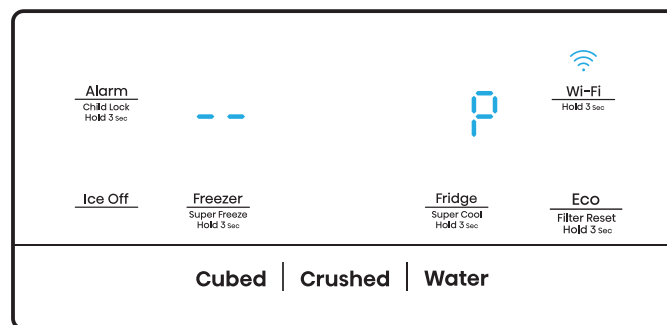 Alarm
Child Lock
Hold 3 Sec
-- P
Wi-Fi
Hold 3 Sec
Ice Off
Freezer
Super Freeze
Hold 3 Sec
Fridge
Super Cool
Hold 3 Sec
Eco
Filter Reset
Hold 3 Sec
Cubed | Crushed | Water